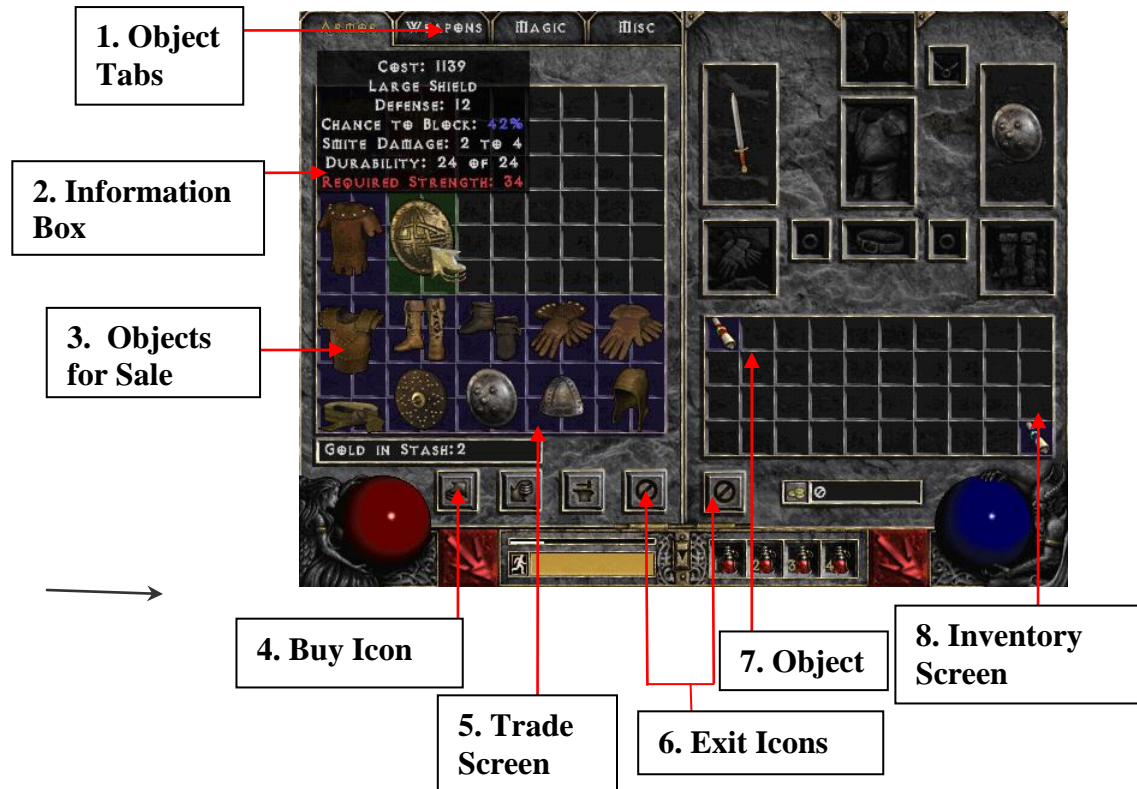 1. Object
Tabs
ARMOR WEAPONS MAGIC MISC
COST: 1139
LARGE SHIELD
DEFENSE: 12
CHANCE TO BLOCK: 42%
SMITE DAMAGE: 2 TO 4
DURABILITY: 24 OF 24
REQUIRED STRENGTH: 34
2. Information
Box
3. Objects
for Sale
GOLD IN STASH:2
0
1 2 3 4
4. Buy Icon
5. Trade
Screen
6. Exit Icons
7. Object
8. Inventory
Screen